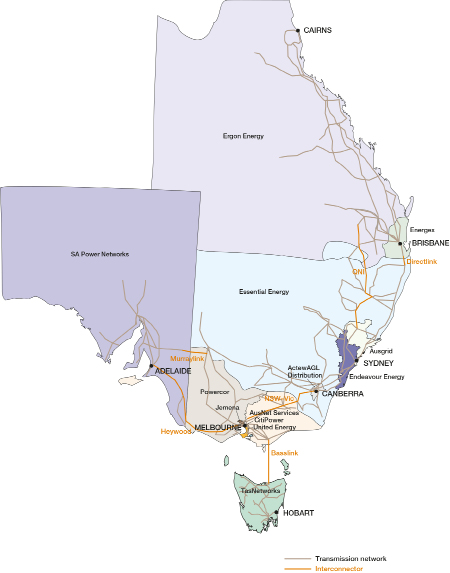 CAIRNS
Ergon Energy
Energex
BRISBANE
Directlink
SA Power Networks
QNI
Essential Energy
Ausgrid
SYDNEY
Murraylink
ActewAGL
Distribution
Endeavour Energy
ADELAIDE
Powercor
NSW-Vic
CANBERRA
Jemena
AusNet Services
CitiPower
MELBOURNE
United Energy
Heywood
Basslink
TasNetworks
HOBART
Transmission network
Interconnector